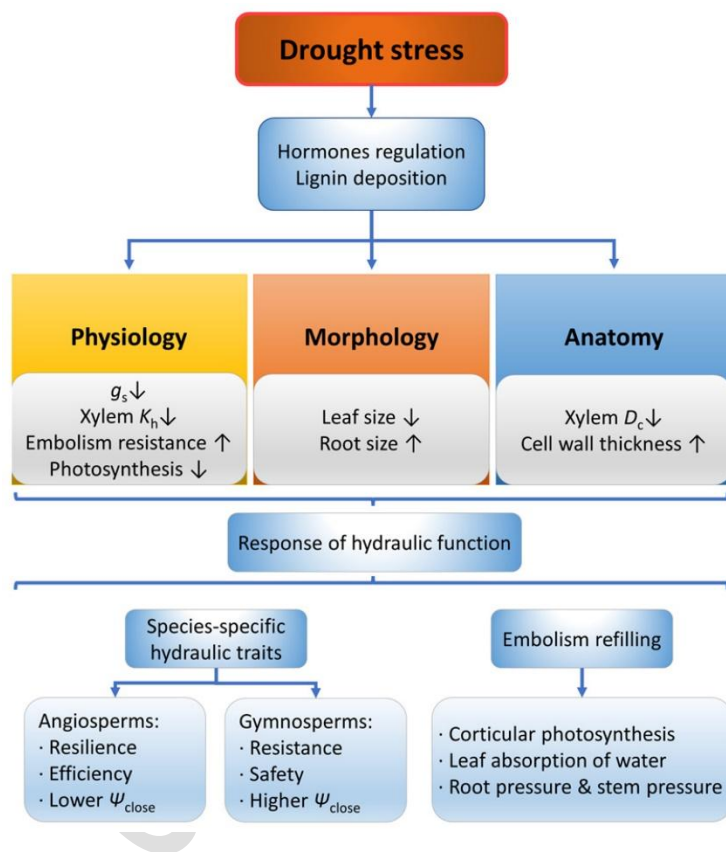 Drought stress
Hormones regulation
Lignin deposition
Physiology
gs↓
Xylem Kh↓
Embolism resistance ↑
Photosynthesis ↓
Morphology
Leaf size ↓
Root size ↑
Anatomy
Xylem Dc↓
Cell wall thickness ↑
Response of hydraulic function
Species-specific
hydraulic traits
Angiosperms:
· Resilience
· Efficiency
· Lower Ψclose
Gymnosperms:
· Resistance
· Safety
· Higher Ψclose
Embolism refilling
· Corticular photosynthesis
· Leaf absorption of water
· Root pressure & stem pressure